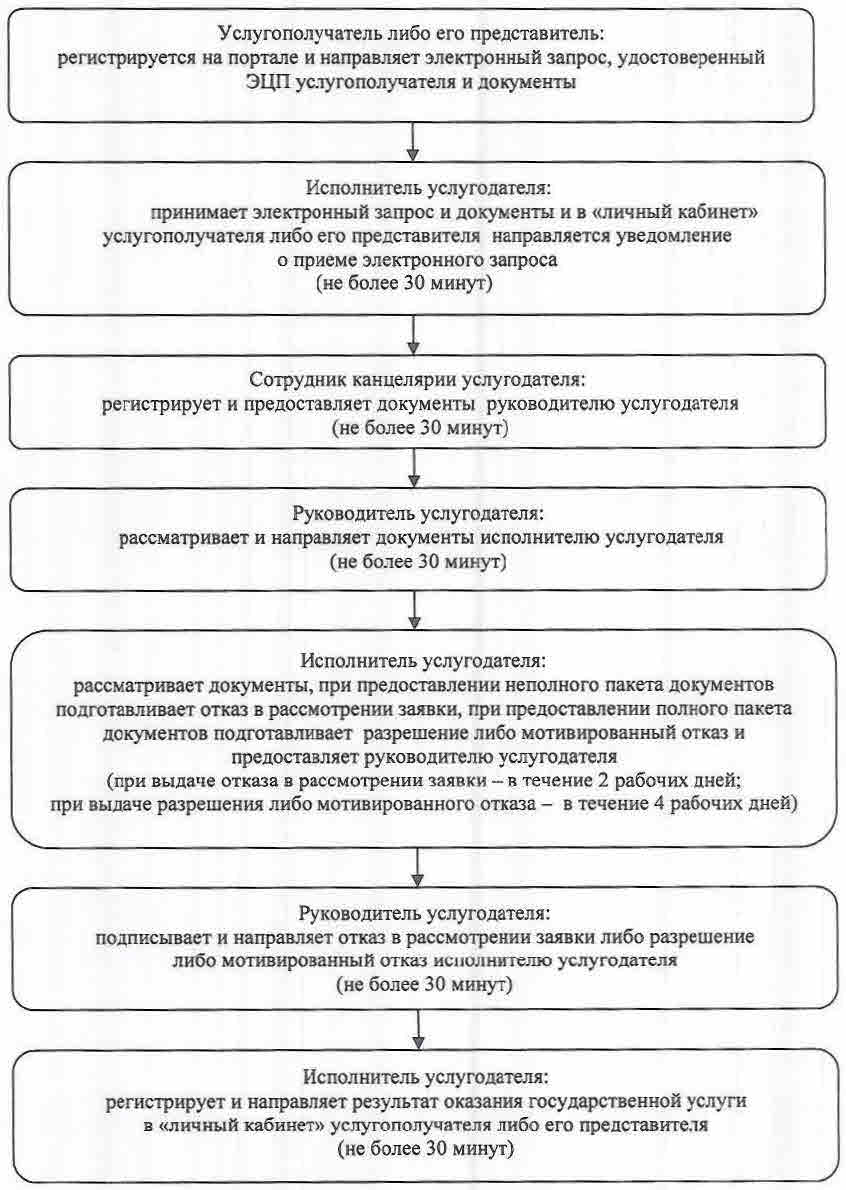 Услугополучатель либо его представитель:
регистрируется на портале и направляет электронный запрос, удостоверенный
ЭЦП услугополучателя и документы
Исполнитель услугодателя:
принимает электронный запрос и документы и в «личный кабинет»
услугополучателя либо его представителя направляется уведомление
о приеме электронного запроса
(не более 30 минут)
Сотрудник канцелярии услугодателя:
регистрирует и предоставляет документы руководителю услугодателя
(не более 30 минут)
Руководитель услугодателя:
рассматривает и направляет документы исполнителю услугодателя
(не более 30 минут)
Исполнитель услугодателя:
рассматривает документы, при предоставлении неполного пакета документов
подготавливает отказ в рассмотрении заявки, при предоставлении полного пакета
документов подготавливает разрешение либо мотивированный отказ и
предоставляет руководителю услугодателя
(при выдаче отказа в рассмотрении заявки – в течение 2 рабочих дней;
при выдаче разрешения либо мотивированного отказа – в течение 4 рабочих дней)
Руководитель услугодателя:
подписывает и направляет отказ в рассмотрении заявки либо разрешение
либо мотивированный отказ исполнителю услугодателя
(не более 30 минут)
Исполнитель услугодателя:
регистрирует и направляет результат оказания государственной услуги
в «личный кабинет» услугополучателя либо его представителя
(не более 30 минут)